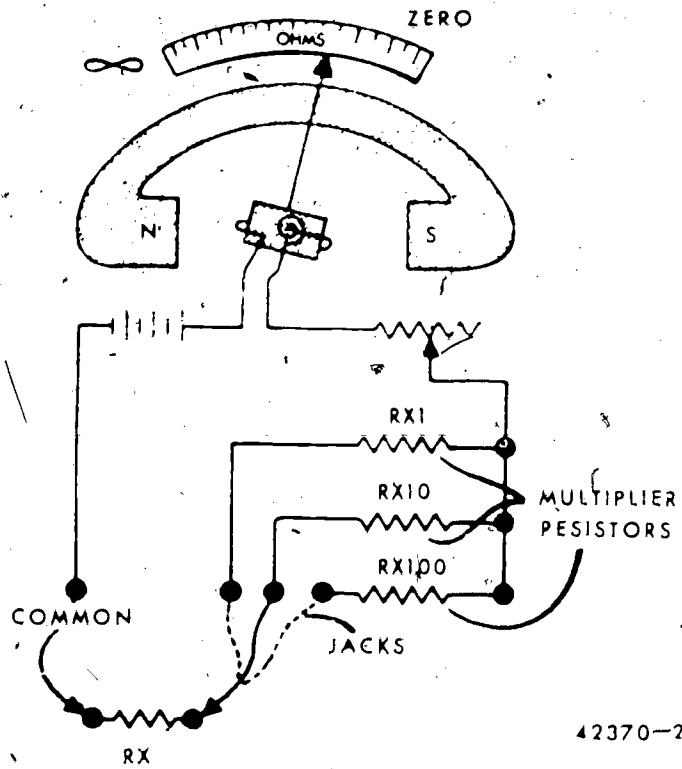 ZERO
OHMS
∞
N
S
RX1
RX10
MULTIPLIER
PESISTORS
RX100
COMMON
JACKS
RX
42370-2